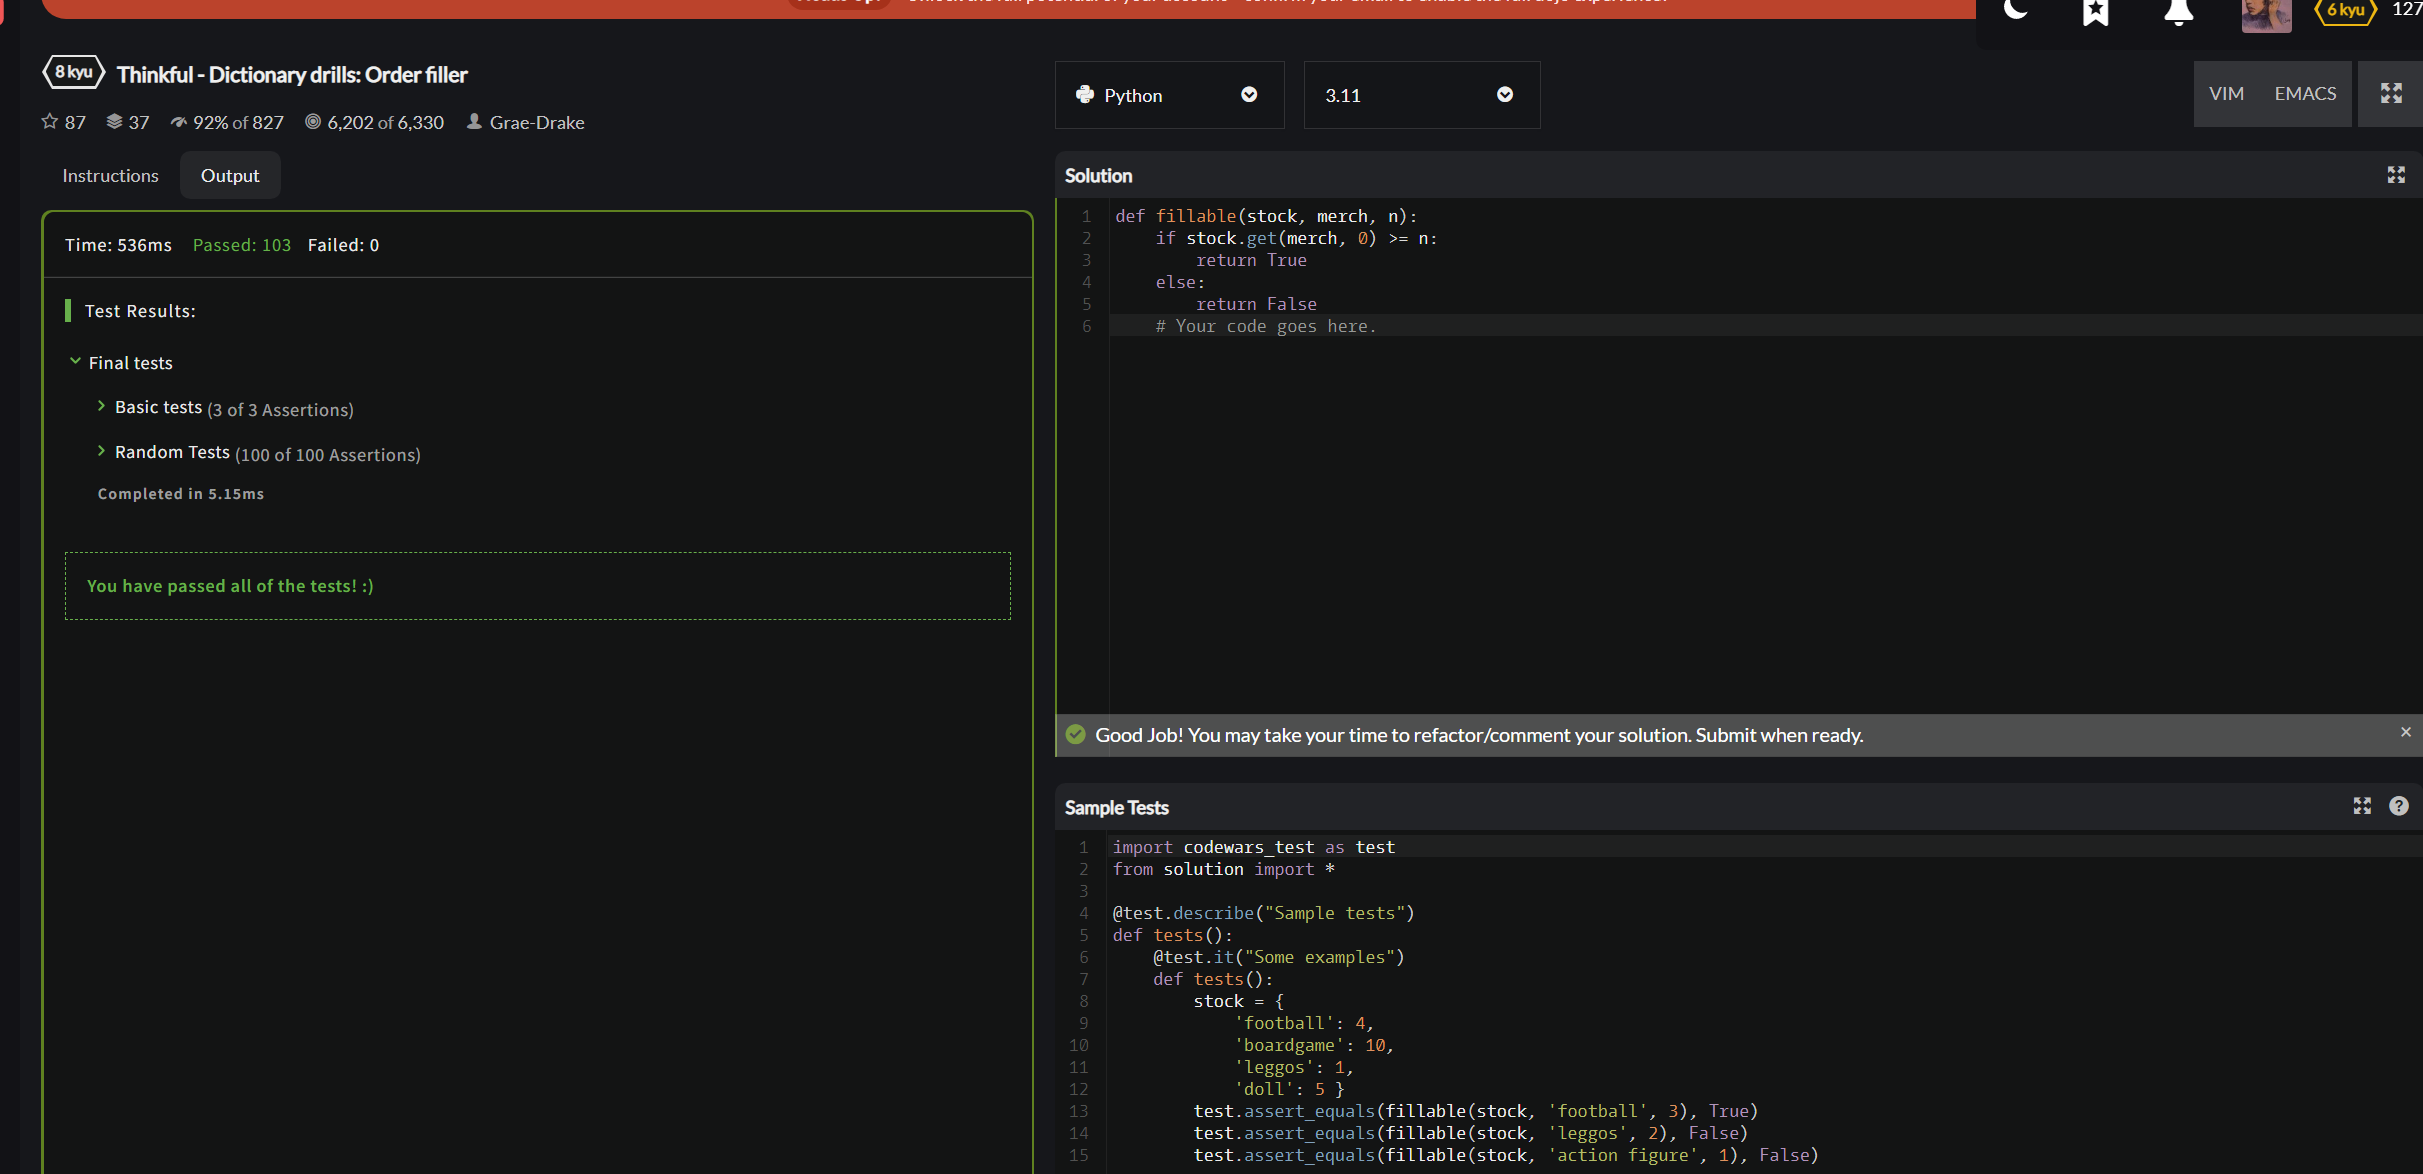 6 kyu 127
8 kyu Thinkful - Dictionary drills: Order filler
87 37 92% of 827 6,202 of 6,330 Grae-Drake
Instructions Output
Time: 536ms Passed: 103 Failed: 0
Test Results:
Final tests
Basic tests (3 of 3 Assertions)
Random Tests (100 of 100 Assertions)
Completed in 5.15ms
You have passed all of the tests! :)
Python 3.11 VIM EMACS
Solution
1 def fillable(stock, merch, n):
2     if stock.get(merch, 0) >= n:
3         return True
4     else:
5         return False
6     # Your code goes here.
Good Job! You may take your time to refactor/comment your solution. Submit when ready.
Sample Tests
1 import codewars_test as test
2 from solution import *
3
4 @test.describe("Sample tests")
5 def tests():
6     @test.it("Some examples")
7     def tests():
8         stock = {
9             'football': 4,
10             'boardgame': 10,
11             'leggos': 1,
12             'doll': 5 }
13         test.assert_equals(fillable(stock, 'football', 3), True)
14         test.assert_equals(fillable(stock, 'leggos', 2), False)
15         test.assert_equals(fillable(stock, 'action figure', 1), False)